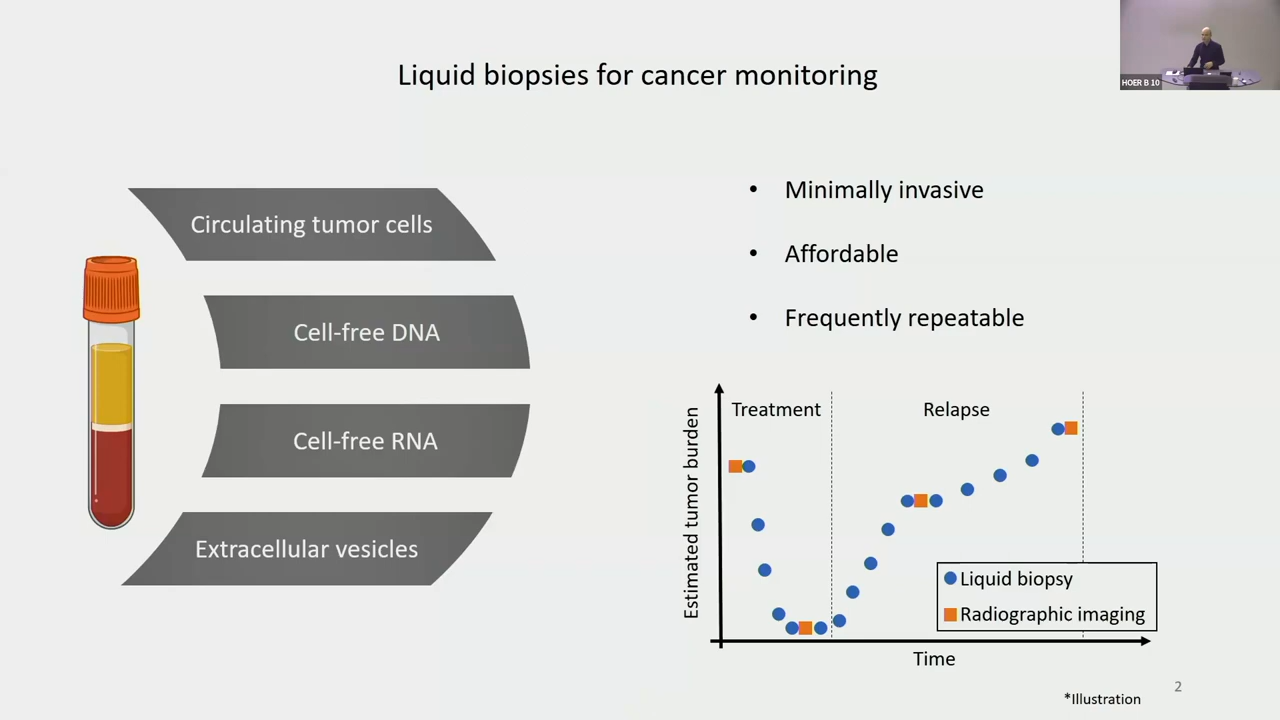 Liquid biopsies for cancer monitoring
HOER B 10
Circulating tumor cells
Cell-free DNA
Cell-free RNA
Extracellular vesicles
• Minimally invasive
• Affordable
• Frequently repeatable
Treatment
Relapse
Estimated tumor burden
Liquid biopsy
Radiographic imaging
Time
*Illustration
2